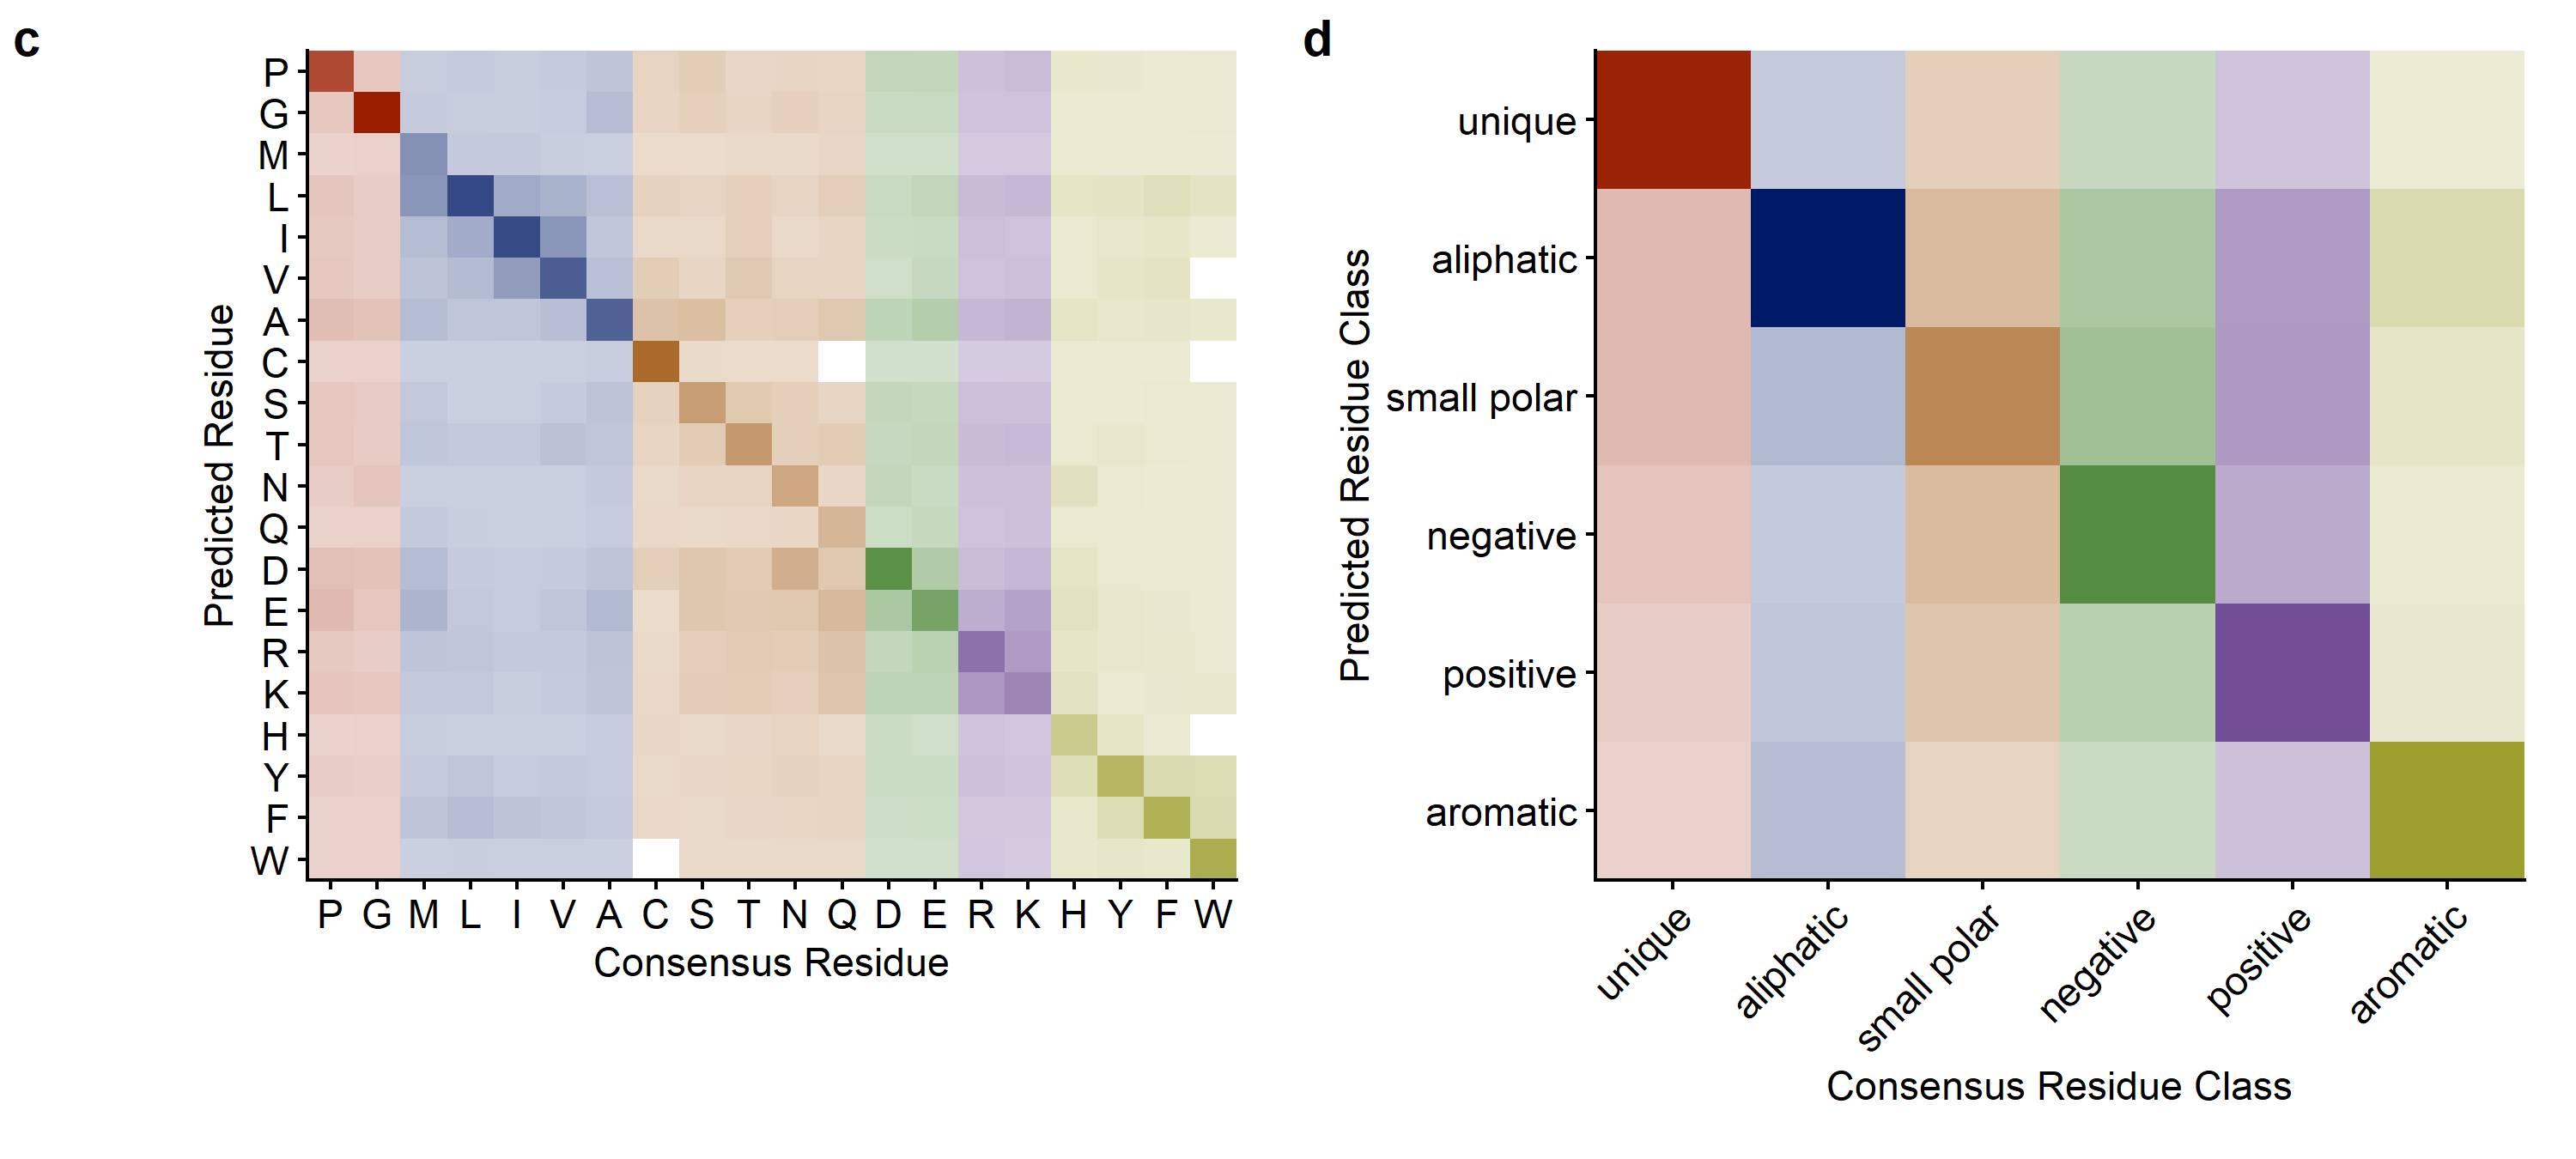 c
Predicted Residue
P
G
M
L
I
V
A
C
S
T
N
Q
D
E
R
K
H
Y
F
W
P G M L I V A C S T N Q D E R K H Y F W
Consensus Residue
d
Predicted Residue Class
unique
aliphatic
small polar
negative
positive
aromatic
unique
aliphatic
small polar
negative
positive
aromatic
Consensus Residue Class